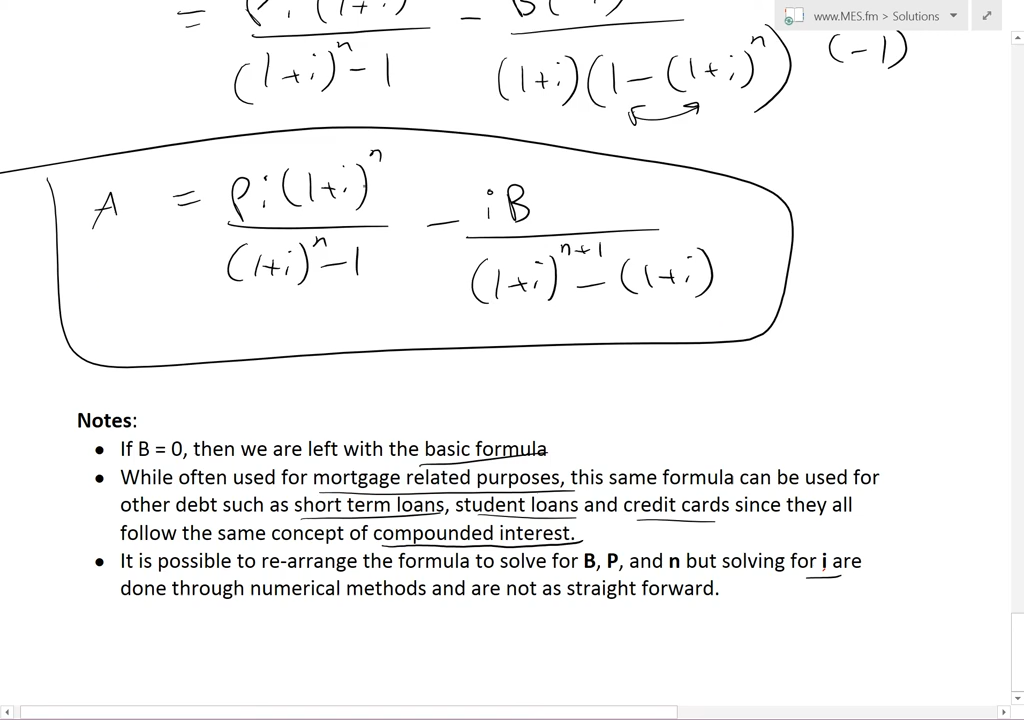 www.MES.fm > Solutions
= Pi(1+i)^n / ((1+i)^n - 1) - / ((1+i)(1 - (1+i)^n)) (-1)
A = Pi(1+i)^n / ((1+i)^n - 1) - iB / ((1+i)^(n+1) - (1+i))
Notes:
• If B = 0, then we are left with the basic formula
• While often used for mortgage related purposes, this same formula can be used for
other debt such as short term loans, student loans and credit cards since they all
follow the same concept of compounded interest.
• It is possible to re-arrange the formula to solve for B, P, and n but solving for i are
done through numerical methods and are not as straight forward.